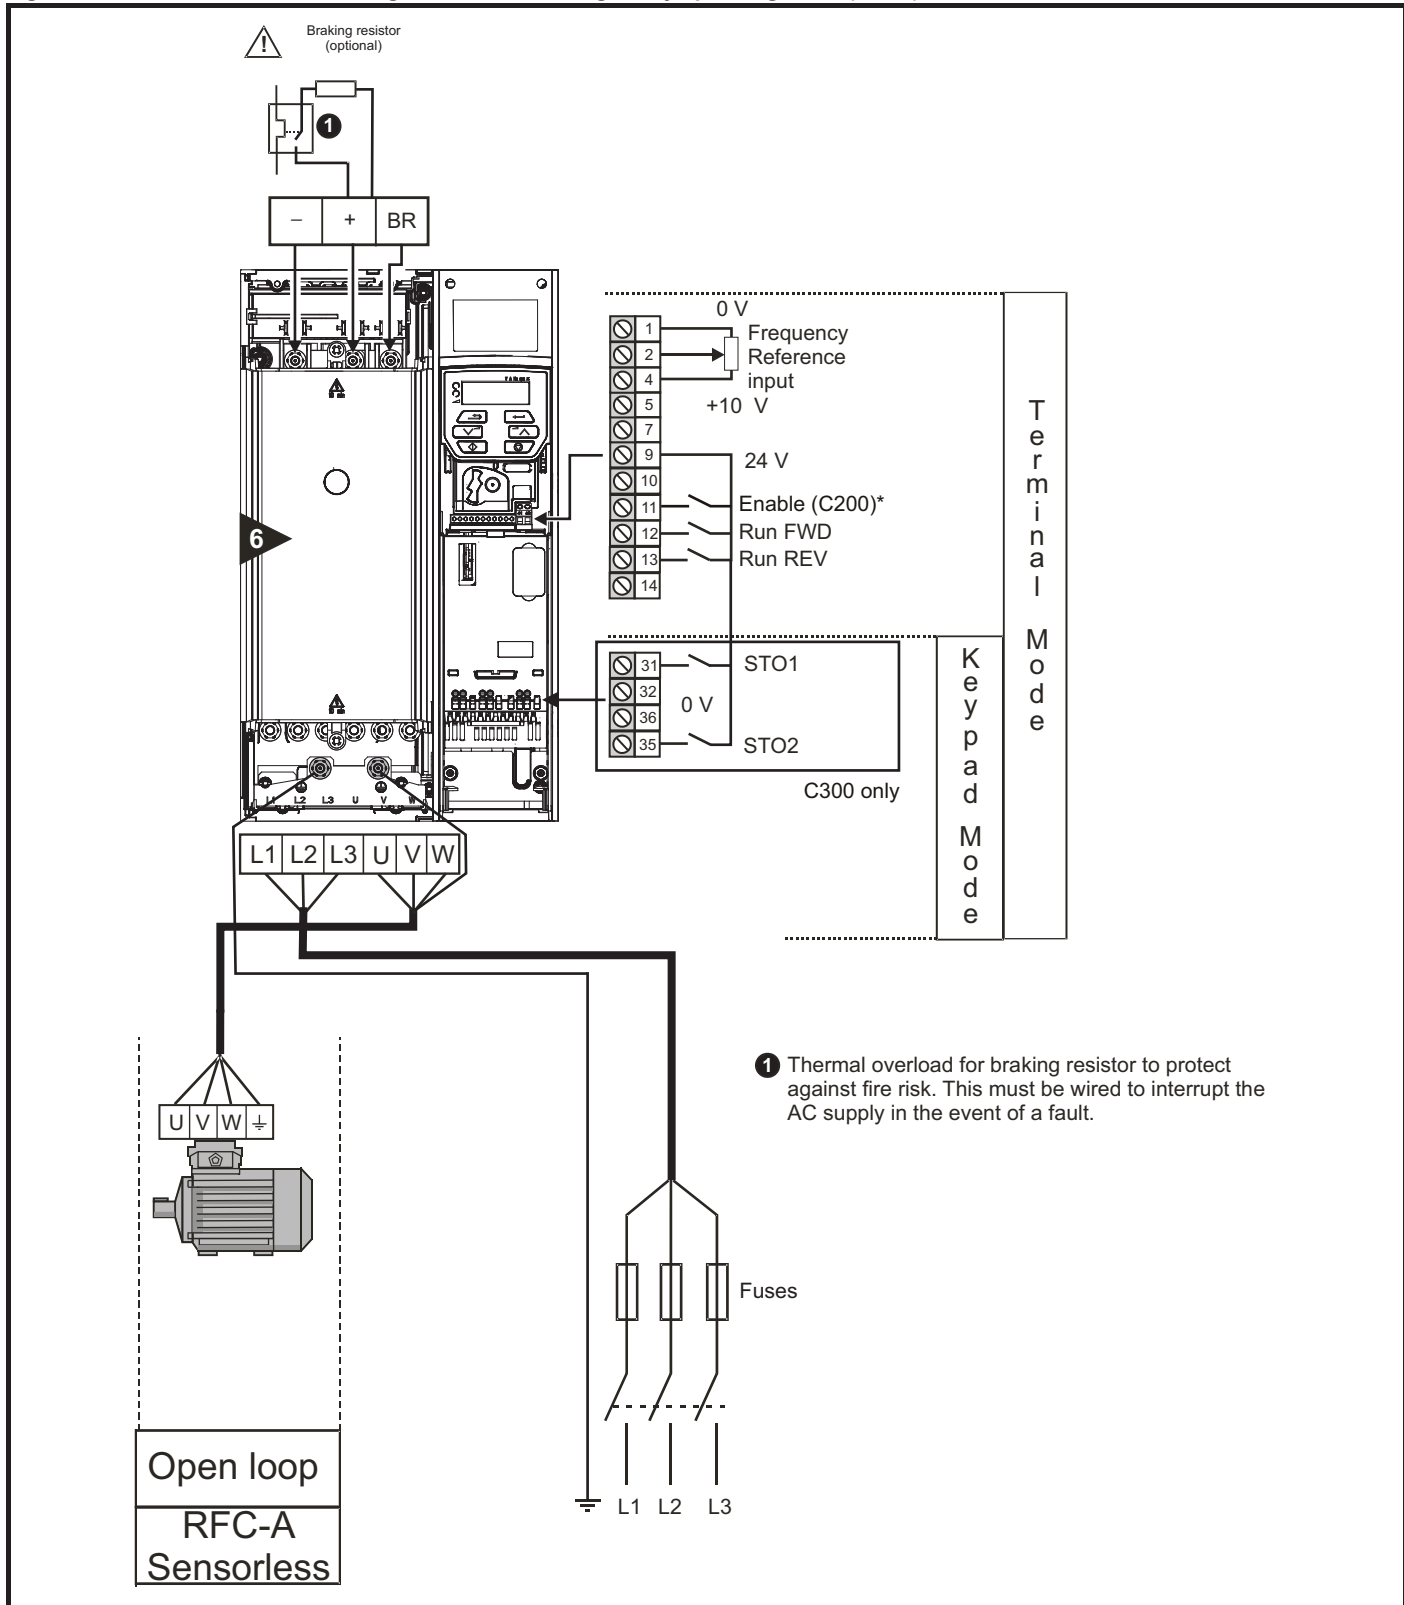 Braking resistor
(optional)
1
− + BR
0 V
1
Frequency
2
Reference
4
input
5
+10 V
7
9
24 V
10
11
Enable (C200)*
12
Run FWD
13
Run REV
14
6
31
STO1
32
0 V
36
35
STO2
C300 only
Terminal Mode
Keypad Mode
L1 L2 L3 U V W
L1 L2 L3 U V W
1 Thermal overload for braking resistor to protect
against fire risk. This must be wired to interrupt the
AC supply in the event of a fault.
U V W
Fuses
L1 L2 L3
Open loop
RFC-A
Sensorless